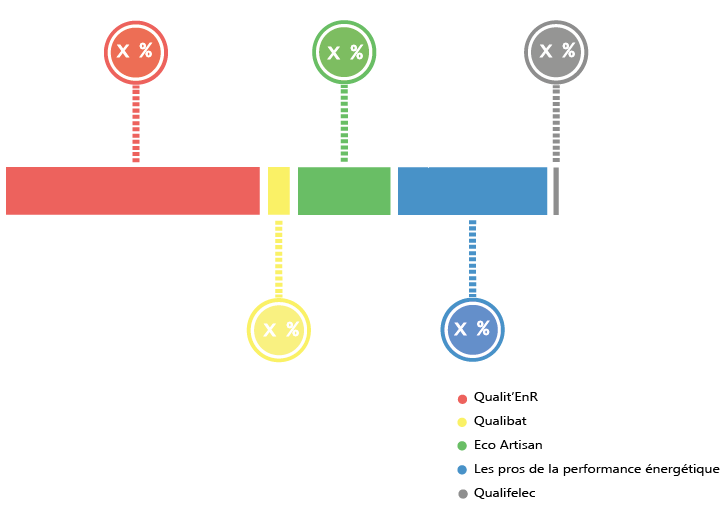 X %
X %
X %
X %
X %
Qualit'EnR
Qualibat
Eco Artisan
Les pros de la performance énergétique
Qualifelec